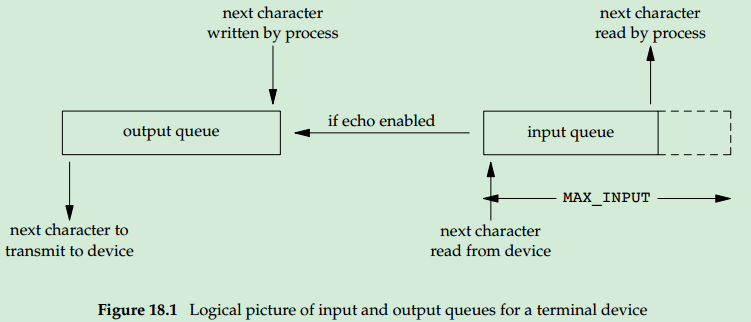 next character
written by process
next character
read by process
output queue
if echo enabled
input queue
MAX_INPUT
next character to
transmit to device
next character
read from device
Figure 18.1 Logical picture of input and output queues for a terminal device